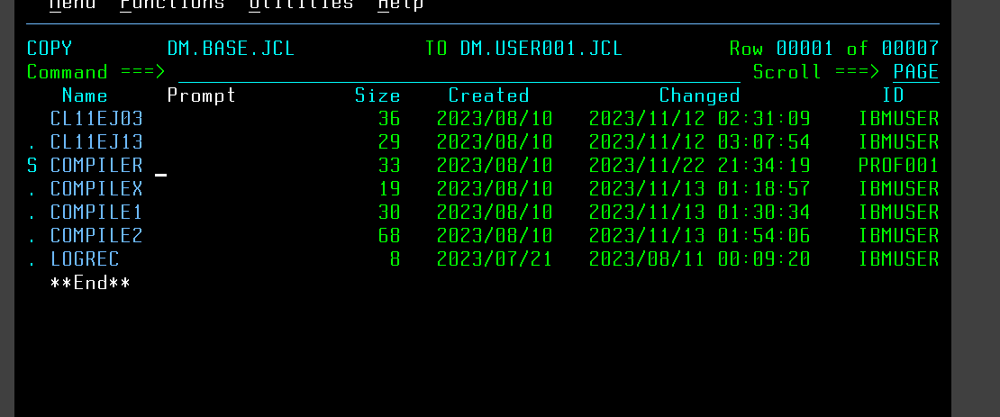 Menu Functions Utilities Help
COPY DM.BASE.JCL TO DM.USER001.JCL Row 00001 of 00007
Command ===> Scroll ===> PAGE
Name Prompt Size Created Changed ID
CL11EJ03 36 2023/08/10 2023/11/12 02:31:09 IBMUSER
. CL11EJ13 29 2023/08/10 2023/11/12 03:07:54 IBMUSER
S COMPILER 33 2023/08/10 2023/11/22 21:34:19 PROF001
. COMPILEX 19 2023/08/10 2023/11/13 01:18:57 IBMUSER
. COMPILE1 30 2023/08/10 2023/11/13 01:30:34 IBMUSER
. COMPILE2 68 2023/08/10 2023/11/13 01:54:06 IBMUSER
. LOGREC 8 2023/07/21 2023/08/11 00:09:20 IBMUSER
**End**